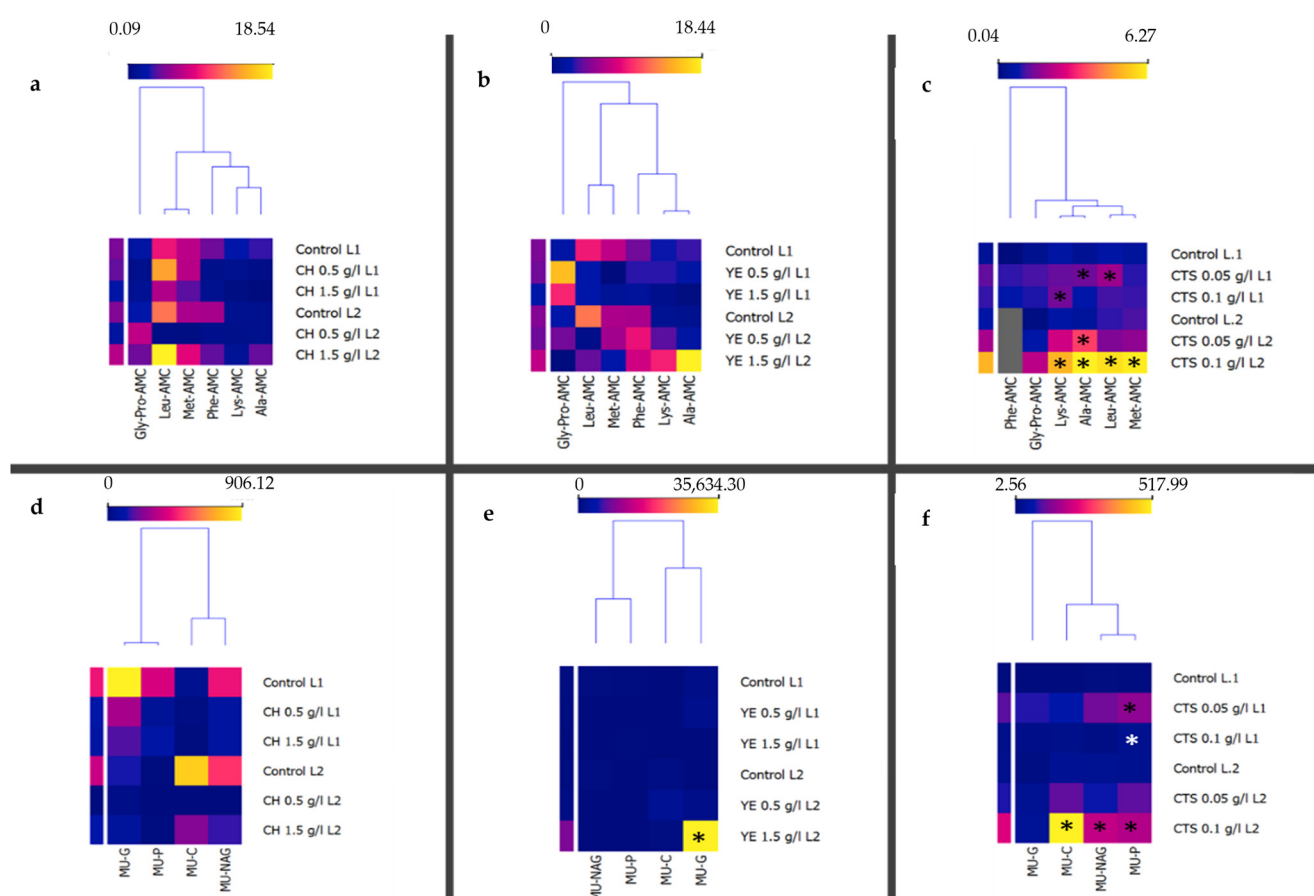 0.09 18.54
a
Control L1
CH 0.5 g/l L1
CH 1.5 g/l L1
Control L2
CH 0.5 g/l L2
CH 1.5 g/l L2
Gly-Pro-AMC
Leu-AMC
Met-AMC
Phe-AMC
Lys-AMC
Ala-AMC
0 18.44
b
Control L1
YE 0.5 g/l L1
YE 1.5 g/l L1
Control L2
YE 0.5 g/l L2
YE 1.5 g/l L2
Gly-Pro-AMC
Leu-AMC
Met-AMC
Phe-AMC
Lys-AMC
Ala-AMC
0.04 6.27
c
Control L.1
* * CTS 0.05 g/l L1
* CTS 0.1 g/l L1
Control L.2
* CTS 0.05 g/l L2
* * * * CTS 0.1 g/l L2
Phe-AMC
Gly-Pro-AMC
Lys-AMC
Ala-AMC
Leu-AMC
Met-AMC
0 906.12
d
Control L1
CH 0.5 g/l L1
CH 1.5 g/l L1
Control L2
CH 0.5 g/l L2
CH 1.5 g/l L2
MU-G
MU-P
MU-C
MU-NAG
0 35,634.30
e
Control L1
YE 0.5 g/l L1
YE 1.5 g/l L1
Control L2
YE 0.5 g/l L2
* YE 1.5 g/l L2
MU-NAG
MU-P
MU-C
MU-G
2.56 517.99
f
Control L.1
* CTS 0.05 g/l L1
* CTS 0.1 g/l L1
Control L.2
CTS 0.05 g/l L2
* * * CTS 0.1 g/l L2
MU-G
MU-C
MU-NAG
MU-P